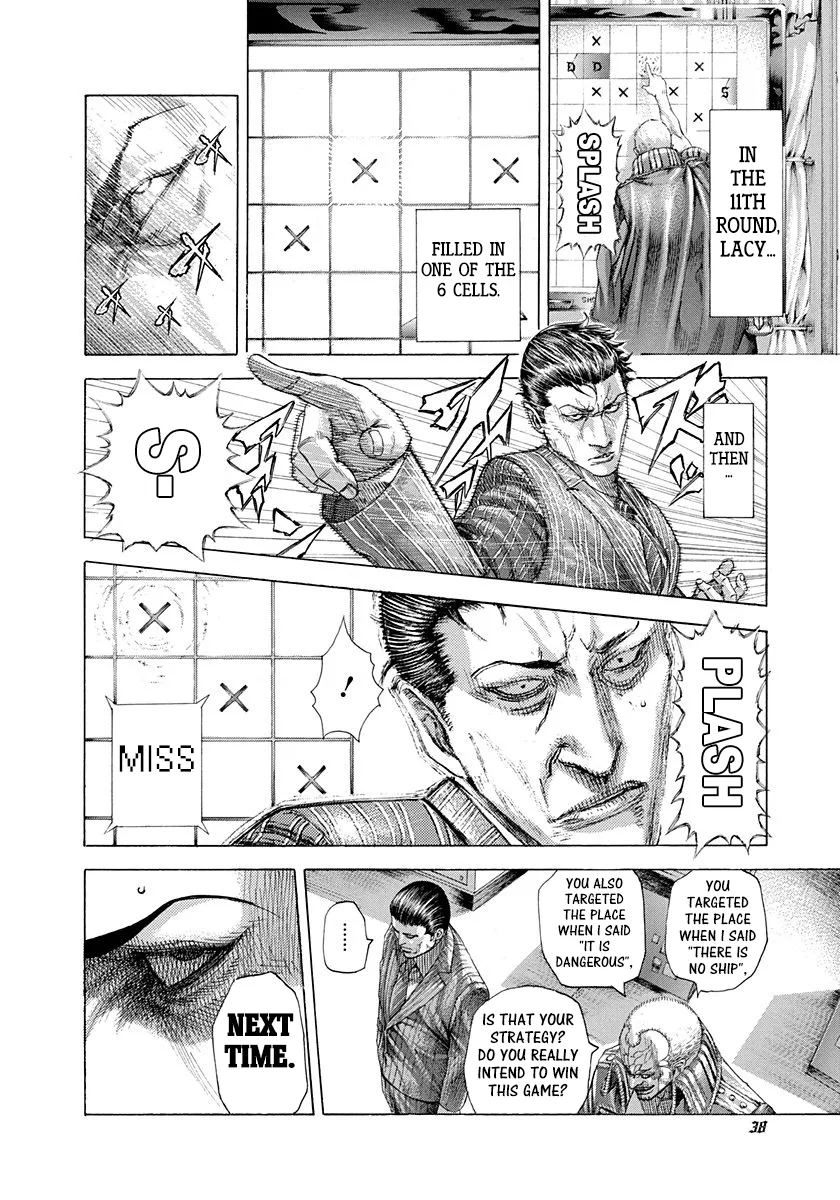 D D
S
SPLASH
IN
THE
11TH
ROUND,
LACY...
FILLED IN
ONE OF THE
6 CELLS.
AND
THEN
...
S-
PLASH
!
MISS
YOU
TARGETED
THE PLACE
WHEN I SAID
"THERE IS
NO SHIP",
YOU ALSO
TARGETED
THE PLACE
WHEN I SAID
"IT IS
DANGEROUS",
IS THAT YOUR
STRATEGY?
DO YOU REALLY
INTEND TO WIN
THIS GAME?
......
NEXT
TIME.
38